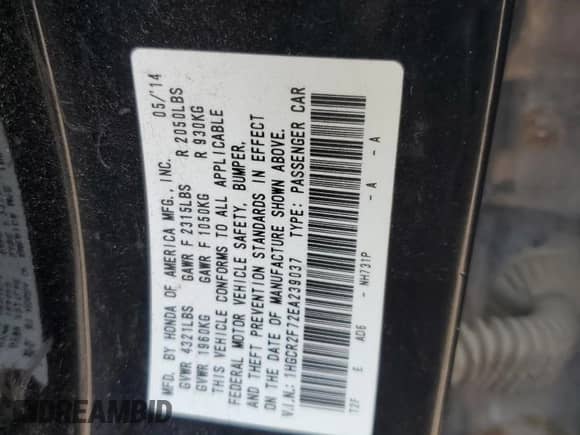 MFD. BY HONDA OF AMERICA MFG., INC. 05/'14
GVWR 4321LBS GAWR F 2315LBS R 2050LBS
GVWR 1960KG GAWR F 1050KG R 930KG
THIS VEHICLE CONFORMS TO ALL APPLICABLE
FEDERAL MOTOR VEHICLE SAFETY, BUMPER,
AND THEFT PREVENTION STANDARDS IN EFFECT
ON THE DATE OF MANUFACTURE SHOWN ABOVE.
V.I.N.: 1HGCR2F72EA239037 TYPE: PASSENGER CAR
T2F E AD6 - NH731P - A - A
DREAMBID